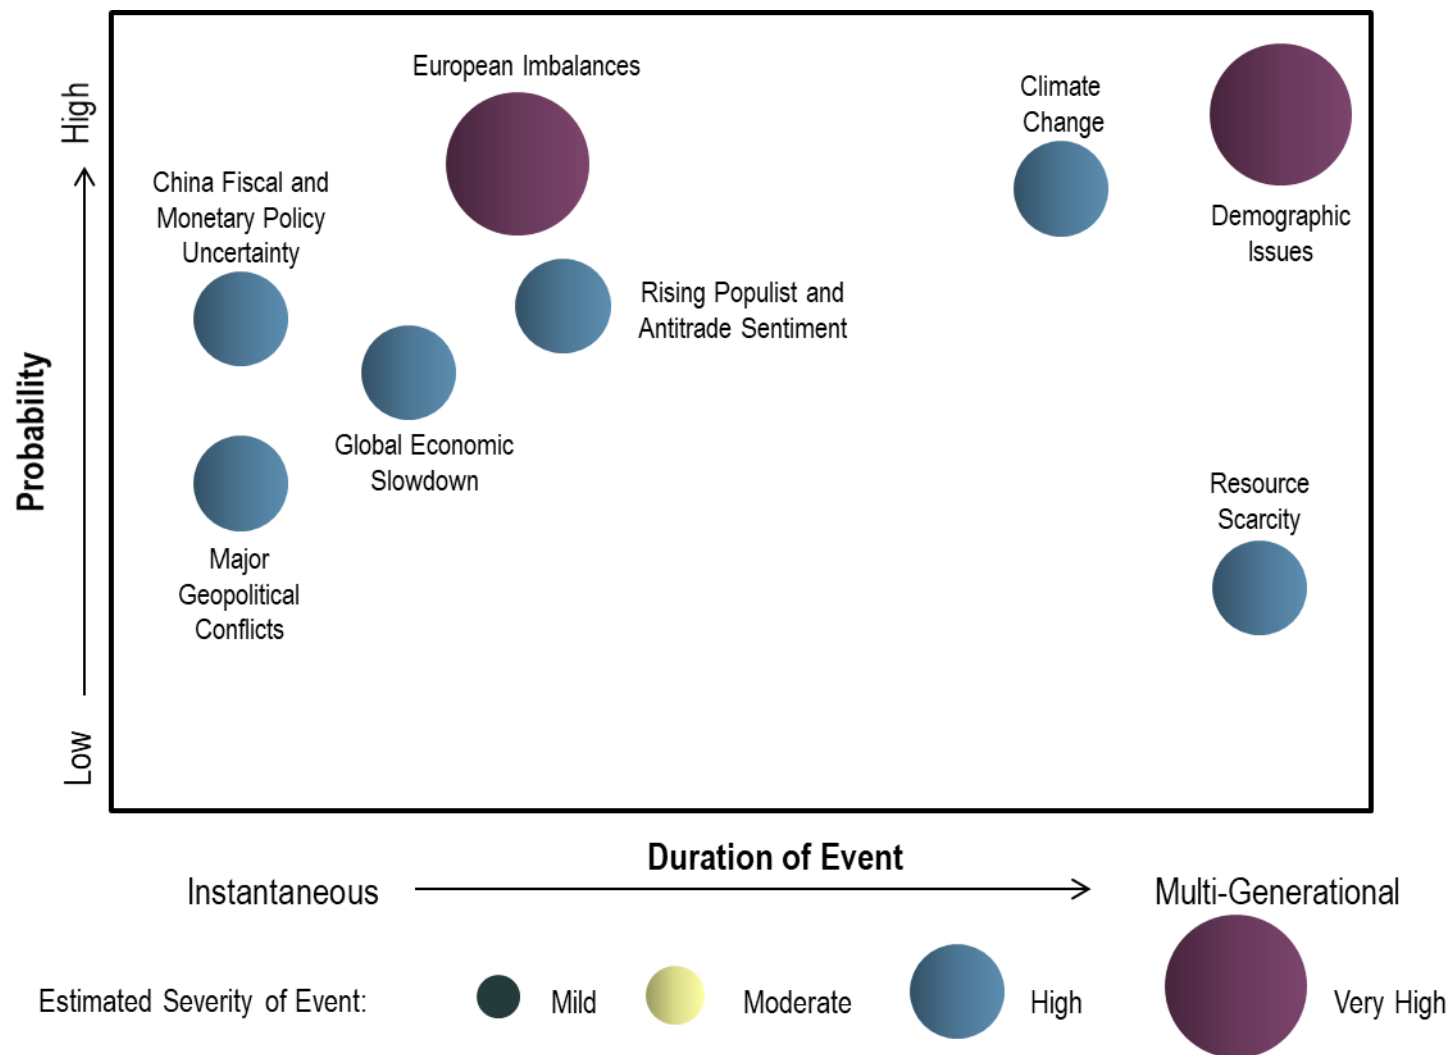 European Imbalances
Climate
Change
China Fiscal and
Monetary Policy
Uncertainty
Demographic
Issues
Rising Populist and
Antitrade Sentiment
Global Economic
Slowdown
Resource
Scarcity
Major
Geopolitical
Conflicts
High
Probability
Low
Duration of Event
Instantaneous
Multi-Generational
Estimated Severity of Event:
Mild
Moderate
High
Very High